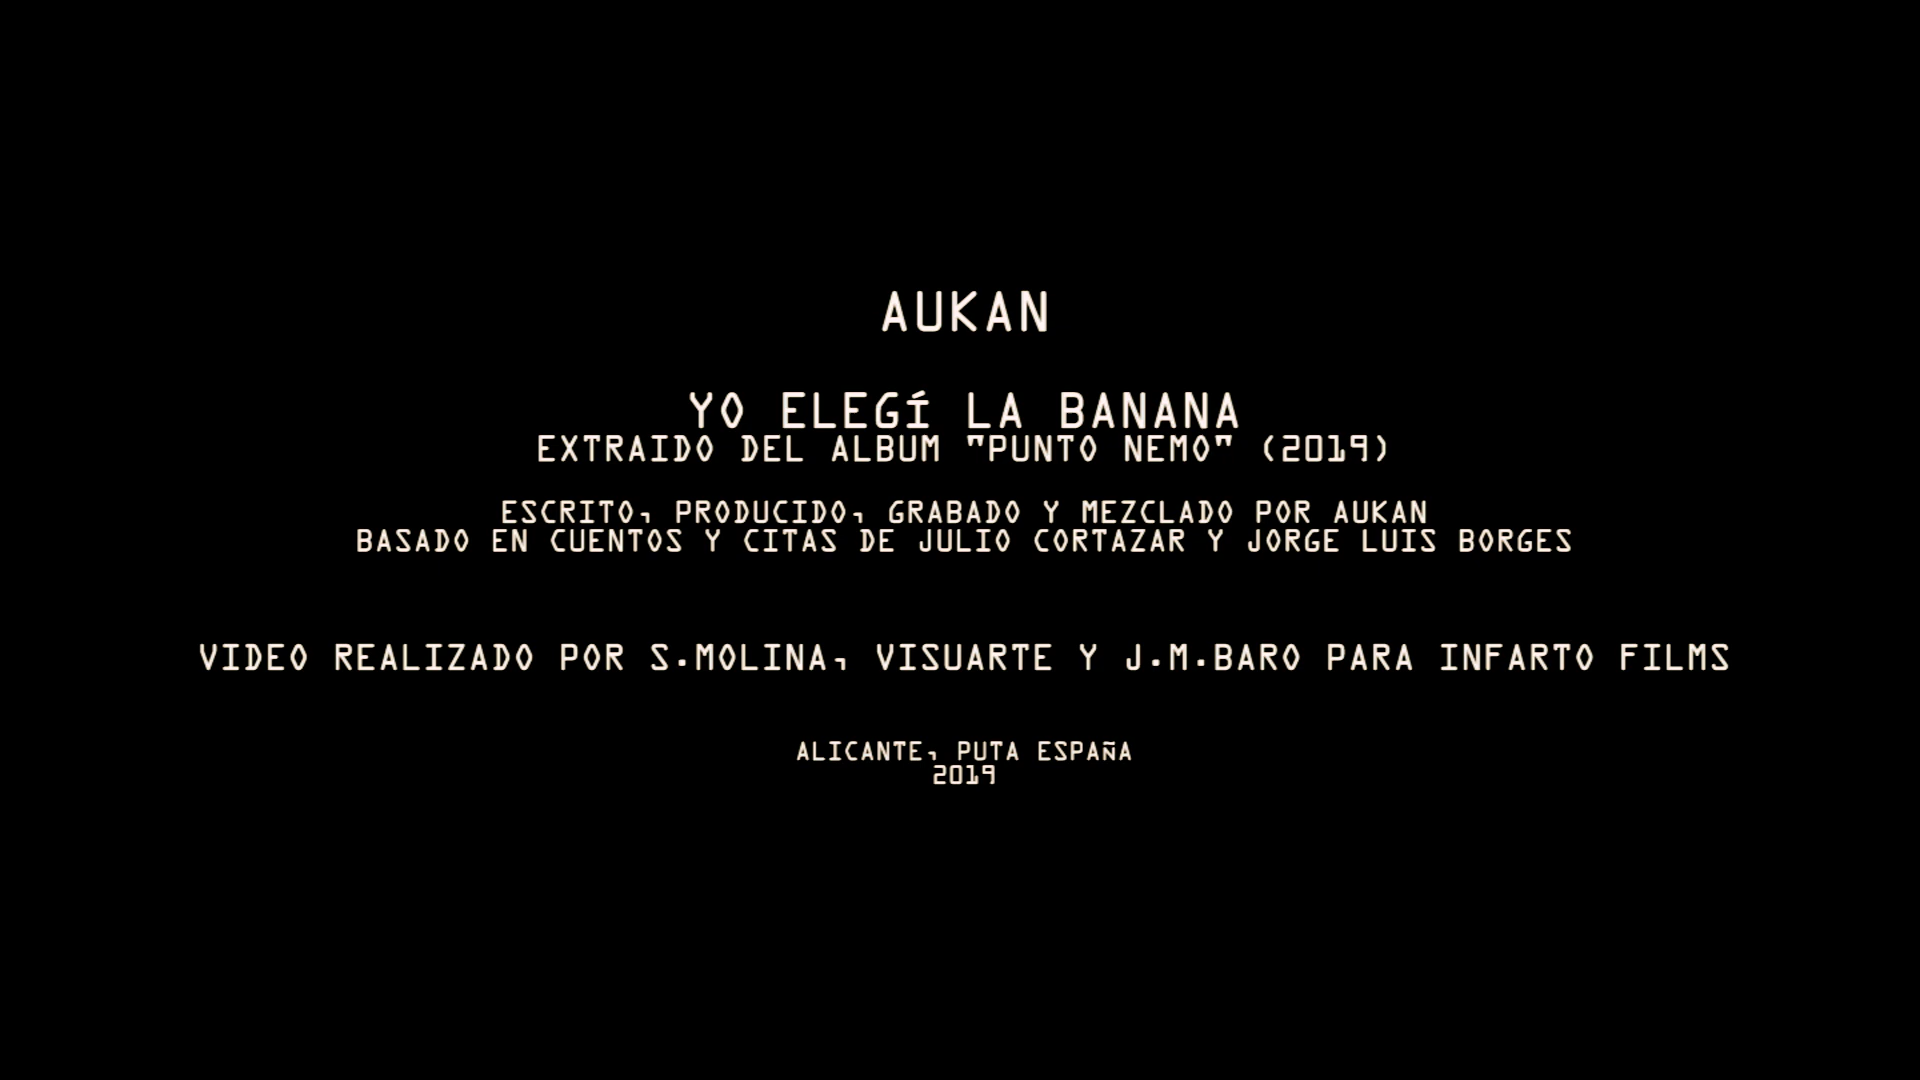 AUKAN
YO ELEGÍ LA BANANA
EXTRAIDO DEL ALBUM "PUNTO NEMO" (2019)
ESCRITO, PRODUCIDO, GRABADO Y MEZCLADO POR AUKAN
BASADO EN CUENTOS Y CITAS DE JULIO CORTAZAR Y JORGE LUIS BORGES
VIDEO REALIZADO POR S.MOLINA, VISUARTE Y J.M.BARO PARA INFARTO FILMS
ALICANTE, PUTA ESPAÑA
2019